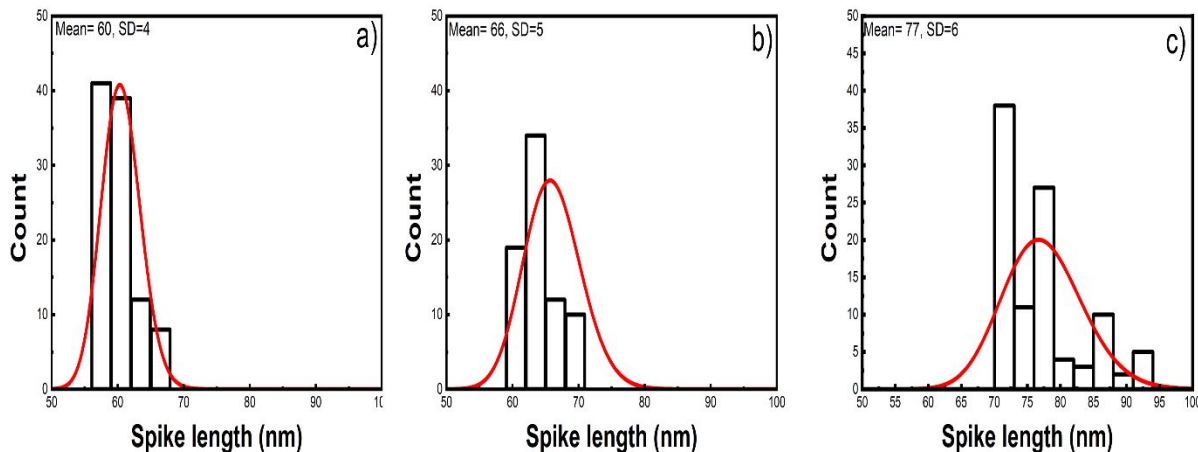 Mean= 60, SD=4
a)
50
40
30
20
10
0
Count
50 60 70 80 90 10
Spike length (nm)
Mean= 66, SD=5
b)
50
40
30
20
10
0
Count
50 60 70 80 90 100
Spike length (nm)
Mean= 77, SD=6
c)
50
45
40
35
30
25
20
15
10
5
0
Count
50 55 60 65 70 75 80 85 90 95 100
Spike length (nm)